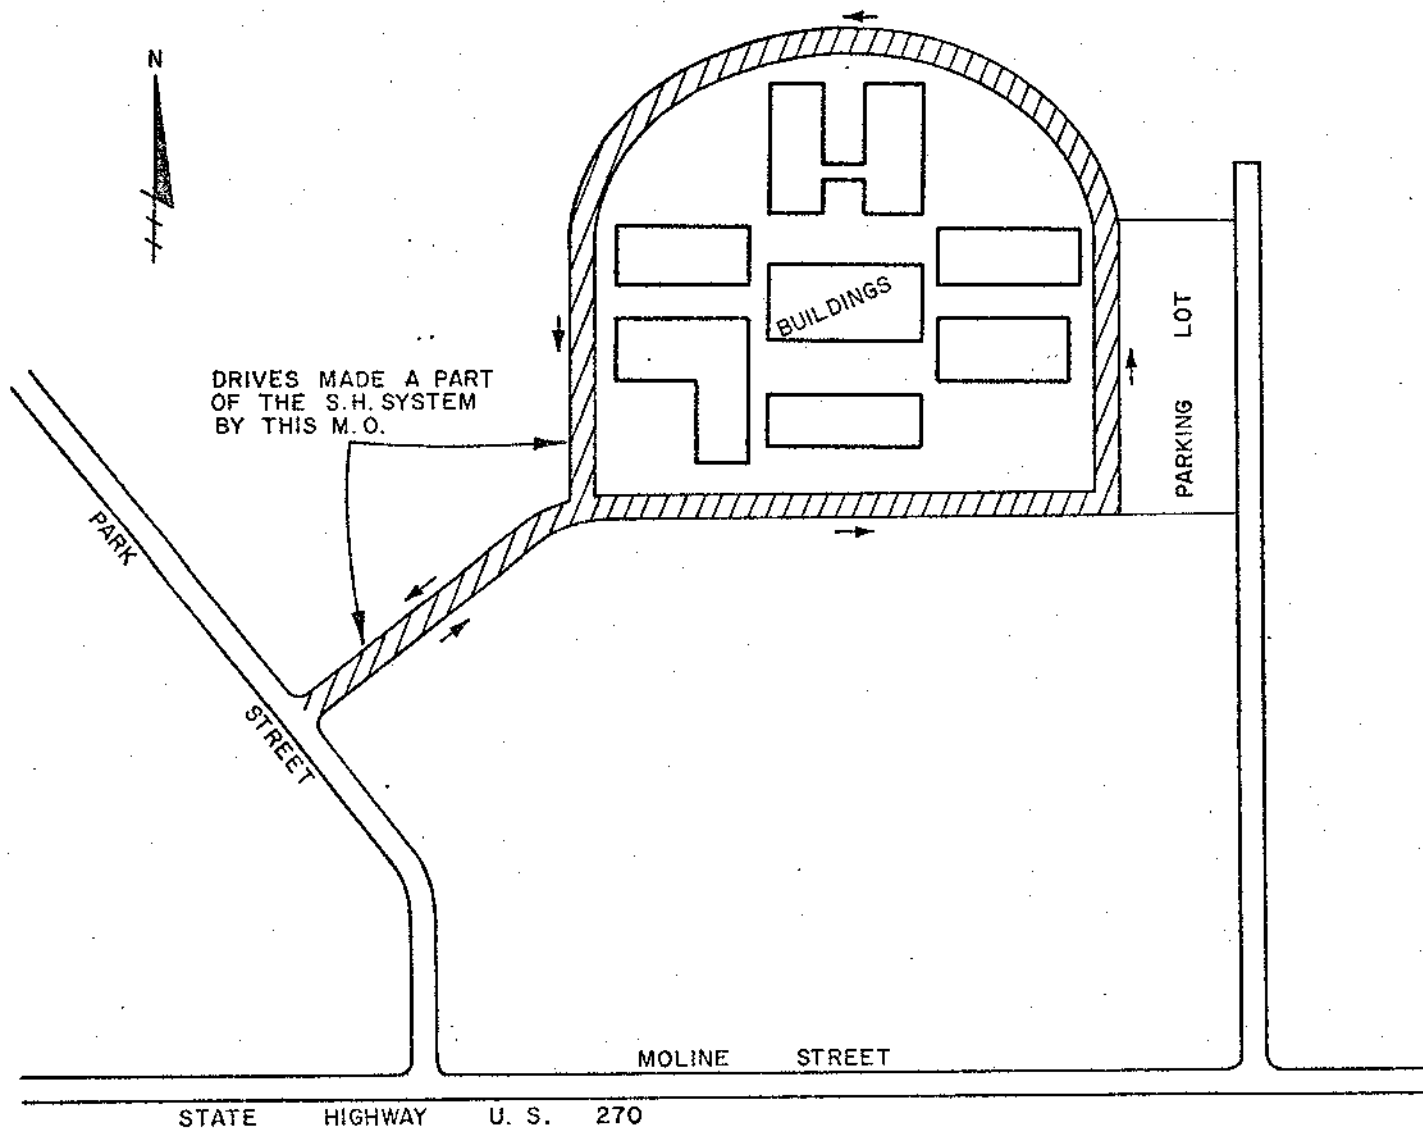 N
BUILDINGS
PARKING LOT
DRIVES MADE A PART
OF THE S.H. SYSTEM
BY THIS M.O.
PARK
STREET
MOLINE STREET
STATE HIGHWAY U.S. 270